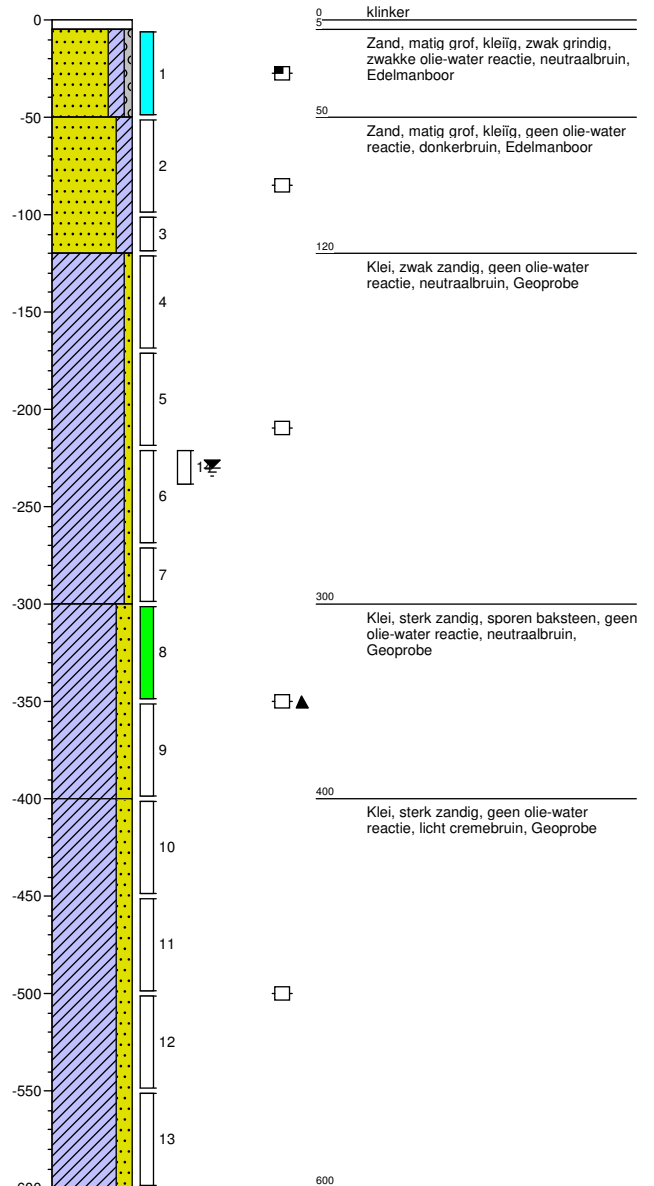 0
klinker
5
Zand, matig grof, kleiïg, zwak grindig,
zwakke olie-water reactie, neutraalbruin,
Edelmanboor
50
Zand, matig grof, kleiïg, geen olie-water
reactie, donkerbruin, Edelmanboor
120
Klei, zwak zandig, geen olie-water
reactie, neutraalbruin, Geoprobe
300
Klei, sterk zandig, sporen baksteen, geen
olie-water reactie, neutraalbruin,
Geoprobe
400
Klei, sterk zandig, geen olie-water
reactie, licht cremebruin, Geoprobe
600
0
-50
-100
-150
-200
-250
-300
-350
-400
-450
-500
-550
-600
1
2
3
4
5
6
7
8
9
10
11
12
13